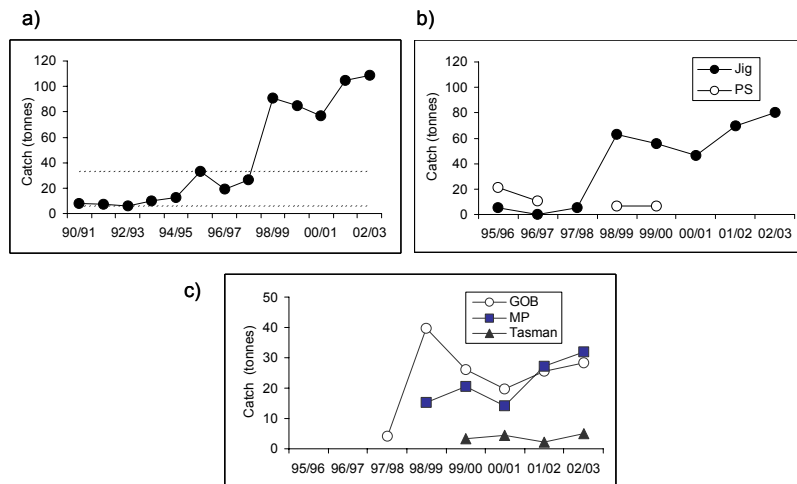 a)
Catch (tonnes)
120
100
80
60
40
20
0
90/91 92/93 94/95 96/97 98/99 00/01 02/03
b)
Catch (tonnes)
120
100
80
60
40
20
0
95/96 96/97 97/98 98/99 99/00 00/01 01/02 02/03
Jig
PS
c)
Catch (tonnes)
50
40
30
20
10
0
95/96 96/97 97/98 98/99 99/00 00/01 01/02 02/03
GOB
MP
Tasman